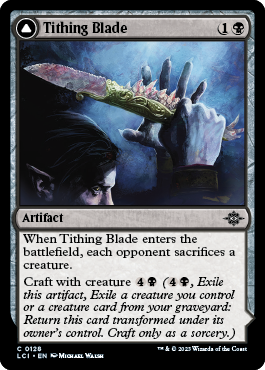 Tithing Blade 1
Artifact
When Tithing Blade enters the
battlefield, each opponent sacrifices a
creature.
Craft with creature 4 (4, Exile
this artifact, Exile a creature you control
or a creature card from your graveyard:
Return this card transformed under its
owner's control. Craft only as a sorcery.)
C 0128
LCI • EN Michael Walsh
™ & © 2023 Wizards of the Coast